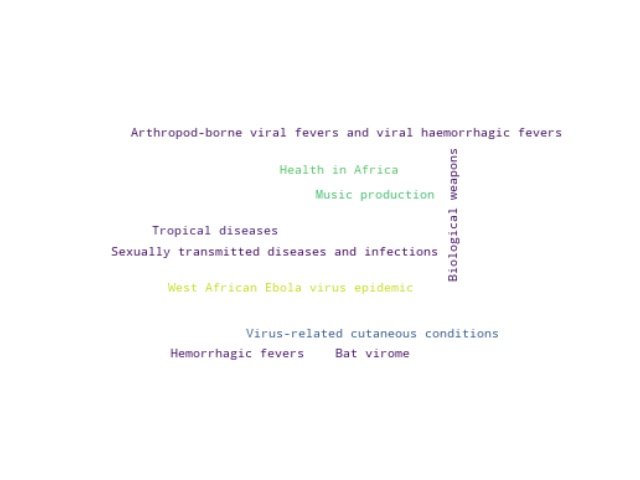 Arthropod-borne viral fevers and viral haemorrhagic fevers
Health in Africa
Music production
Biological weapons
Tropical diseases
Sexually transmitted diseases and infections
West African Ebola virus epidemic
Virus-related cutaneous conditions
Hemorrhagic fevers
Bat virome